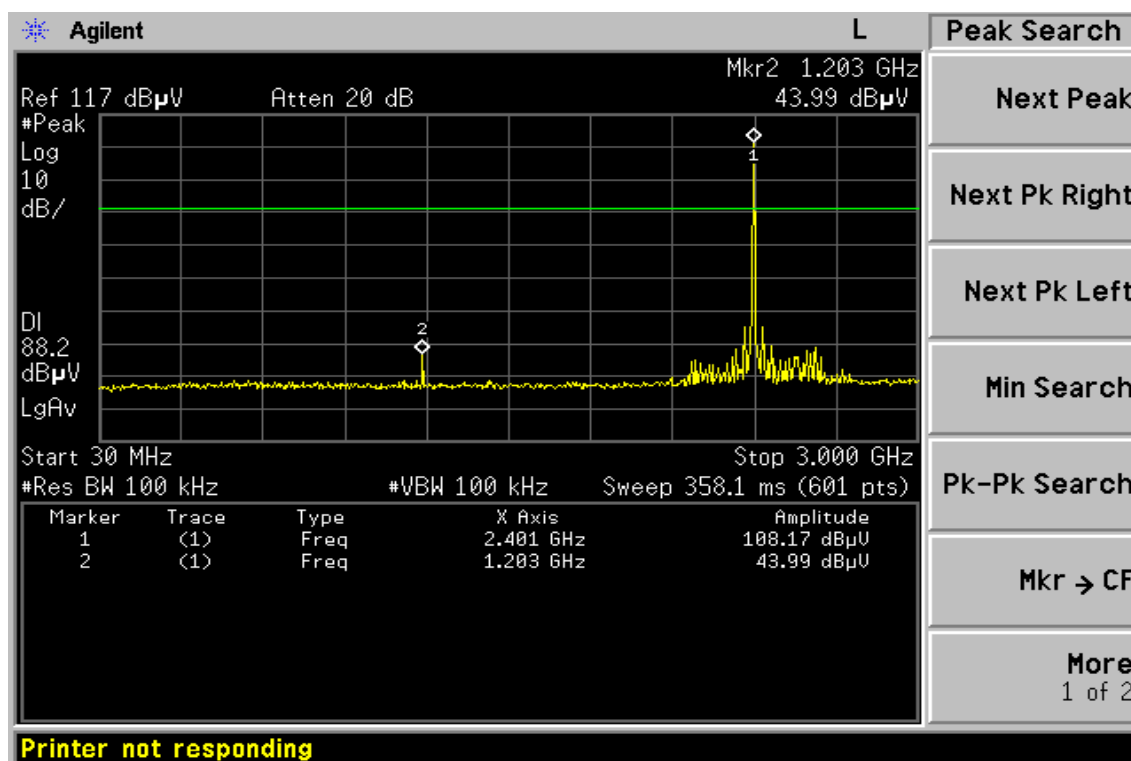 Agilent L Peak Search
Mkr2 1.203 GHz
Ref 117 dBµV Atten 20 dB 43.99 dBµV
#Peak
Log
10
dB/
1
2
DI
88.2
dBµV
LgAv
Start 30 MHz Stop 3.000 GHz
#Res BW 100 kHz #VBW 100 kHz Sweep 358.1 ms (601 pts)
Marker Trace Type X Axis Amplitude
1 (1) Freq 2.401 GHz 108.17 dBµV
2 (1) Freq 1.203 GHz 43.99 dBµV
Next Peak
Next Pk Right
Next Pk Left
Min Search
Pk-Pk Search
Mkr → CF
More
1 of 2
Printer not responding